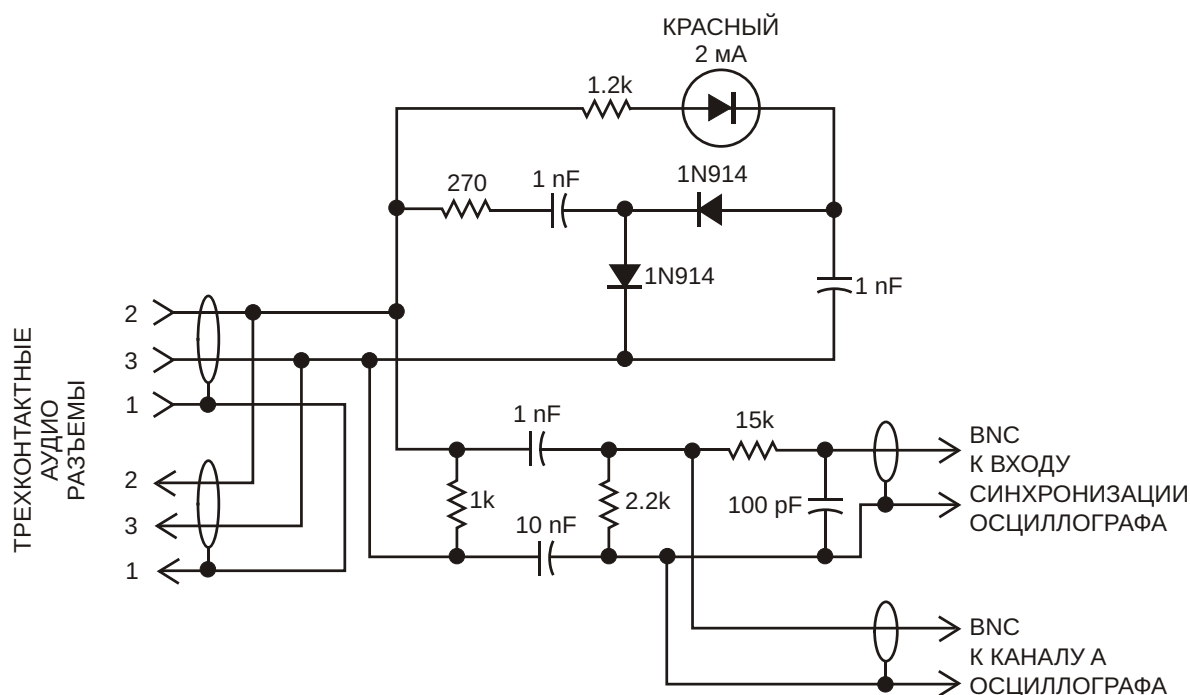 КРАСНЫЙ
2 мА
1.2k
270
1 nF
1N914
1N914
1 nF
2
3
1
2
3
1
ТРЕХКОНТАКТНЫЕ
АУДИО
РАЗЪЕМЫ
1 nF
15k
1k
2.2k
100 pF
10 nF
BNC
К ВХОДУ
СИНХРОНИЗАЦИИ
ОСЦИЛЛОГРАФА
BNC
К КАНАЛУ А
ОСЦИЛЛОГРАФА